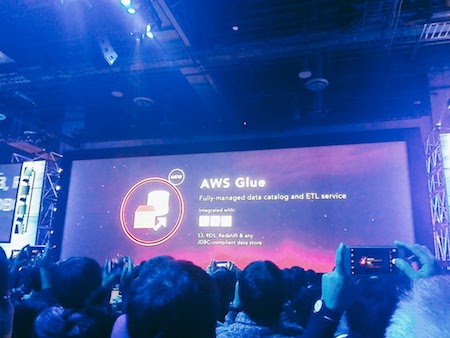 NEW
AWS Glue
Fully-managed data catalog and ETL service
Integrated with:
S3, RDS, Redshift & any
JDBC-compliant data store